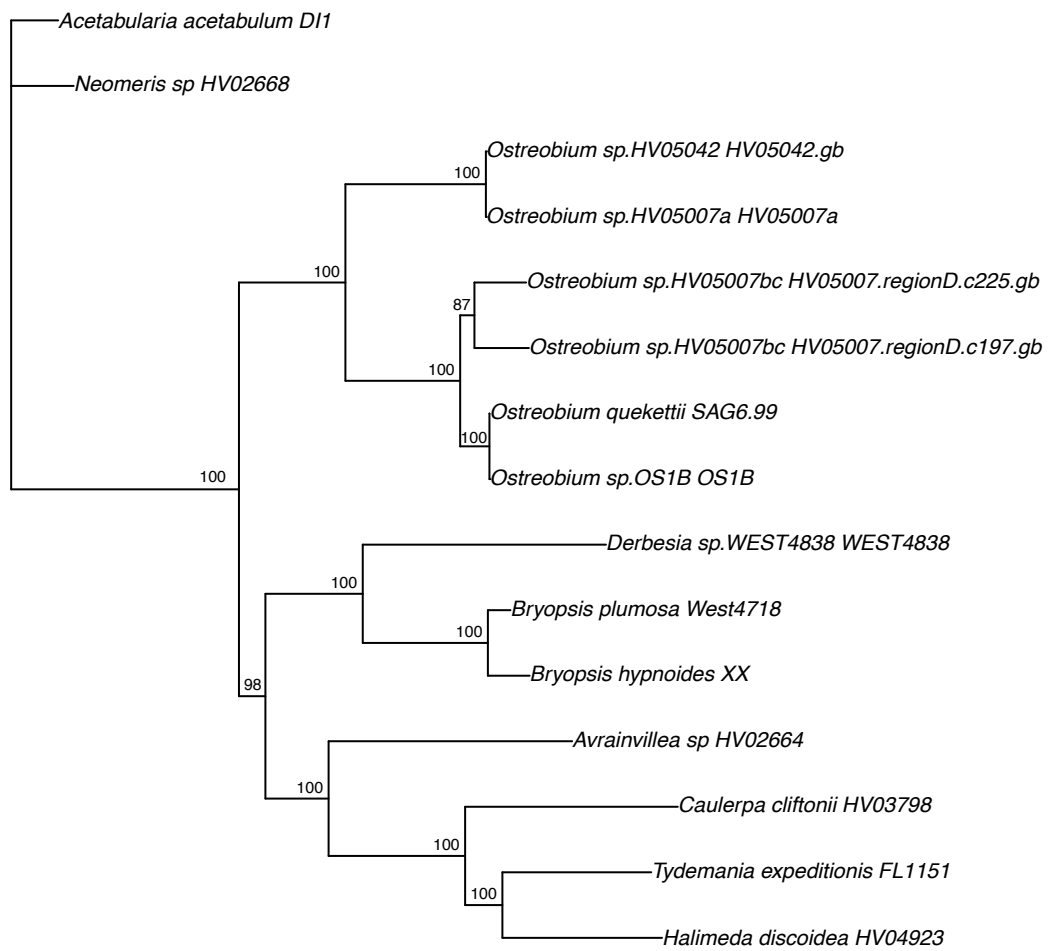 Acetabularia acetabulum DI1
Neomeris sp HV02668
Ostreobium sp.HV05042 HV05042.gb
100
Ostreobium sp.HV05007a HV05007a
100
Ostreobium sp.HV05007bc HV05007.regionD.c225.gb
87
Ostreobium sp.HV05007bc HV05007.regionD.c197.gb
100
Ostreobium quekettii SAG6.99
100
Ostreobium sp.OS1B OS1B
100
Derbesia sp.WEST4838 WEST4838
100
Bryopsis plumosa West4718
100
Bryopsis hypnoides XX
98
Avrainvillea sp HV02664
100
Caulerpa cliftonii HV03798
100
Tydemania expeditionis FL1151
100
Halimeda discoidea HV04923